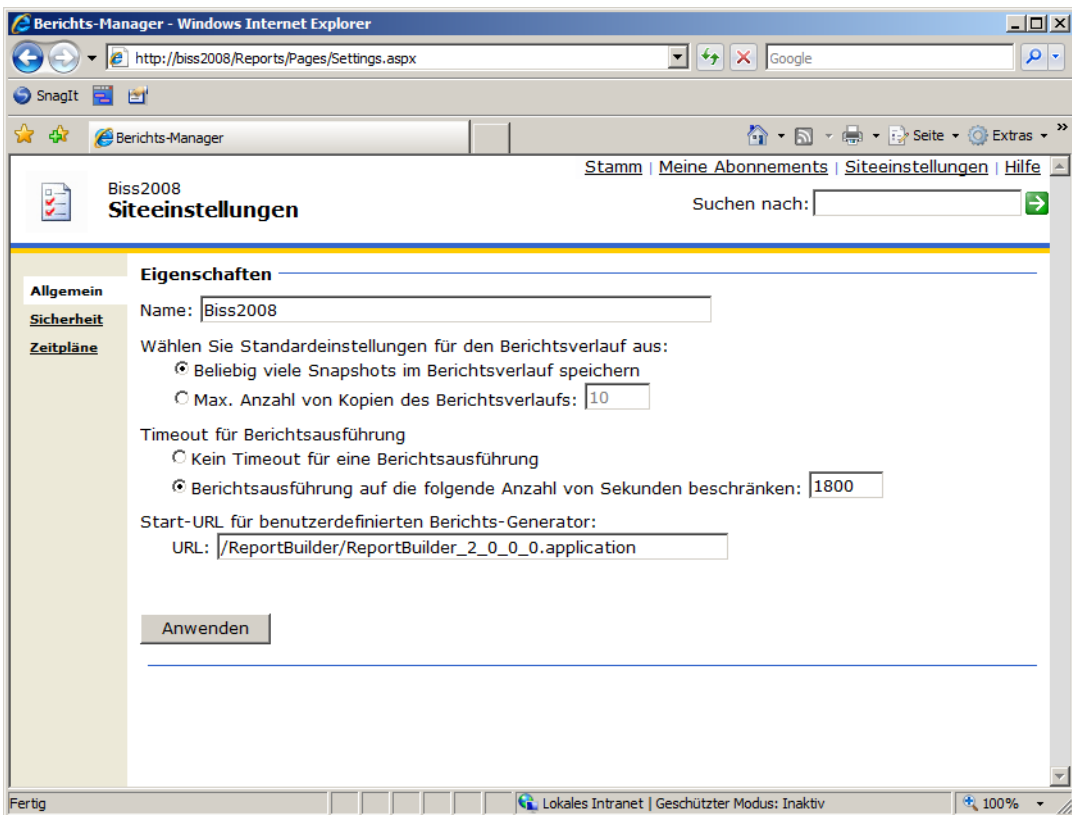 Berichts-Manager - Windows Internet Explorer
http://biss2008/Reports/Pages/Settings.aspx
Google
SnagIt
Berichts-Manager
Seite
Extras
»
Stamm | Meine Abonnements | Siteeinstellungen | Hilfe
Biss2008
Siteeinstellungen
Suchen nach:
Allgemein
Sicherheit
Zeitpläne
Eigenschaften
Name: Biss2008
Wählen Sie Standardeinstellungen für den Berichtsverlauf aus:
Beliebig viele Snapshots im Berichtsverlauf speichern
Max. Anzahl von Kopien des Berichtsverlaufs: 10
Timeout für Berichtsausführung
Kein Timeout für eine Berichtsausführung
Berichtsausführung auf die folgende Anzahl von Sekunden beschränken: 1800
Start-URL für benutzerdefinierten Berichts-Generator:
URL: /ReportBuilder/ReportBuilder_2_0_0_0.application
Anwenden
Fertig
Lokales Intranet | Geschützter Modus: Inaktiv
100%